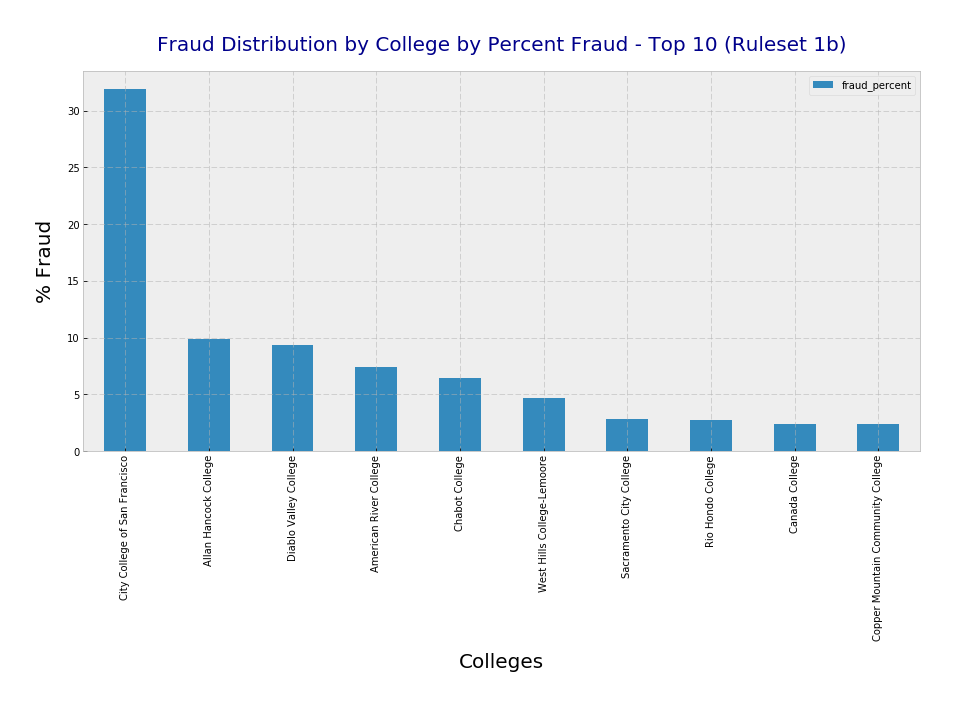 Fraud Distribution by College by Percent Fraud - Top 10 (Ruleset 1b)
fraud_percent
% Fraud
30
25
20
15
10
5
0
City College of San Francisco
Allan Hancock College
Diablo Valley College
American River College
Chabot College
West Hills College-Lemoore
Sacramento City College
Rio Hondo College
Canada College
Copper Mountain Community College
Colleges